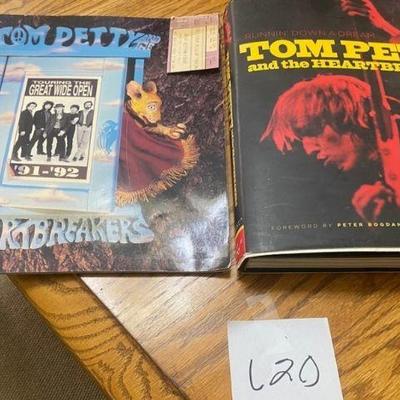 TOM PETTY
TOURING THE
GREAT WIDE OPEN
'91-'92
RTBREAKERS
RUNNIN' DOWN A DREAM
TOM PE
and the HEARTBR
FOREWORD BY PETER BOGDAN
120